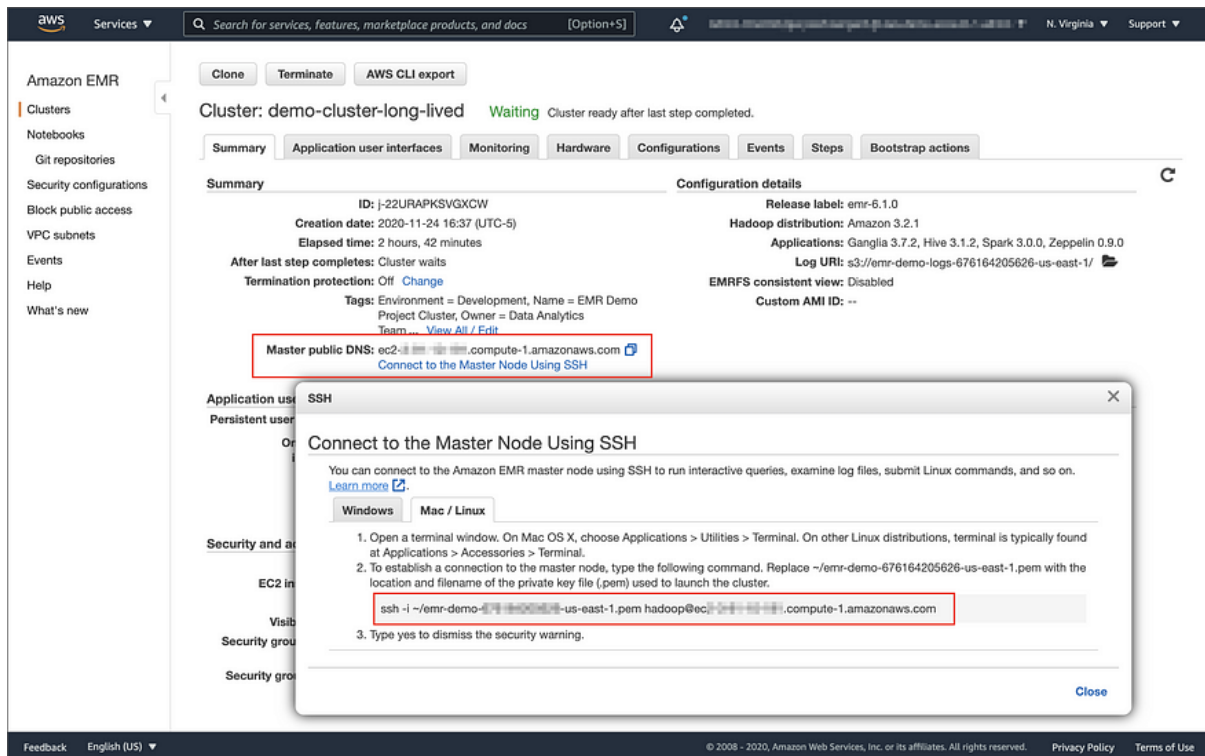 aws Services Search for services, features, marketplace products, and docs [Option+S] N. Virginia Support
Amazon EMR
Clusters
Notebooks
Git repositories
Security configurations
Block public access
VPC subnets
Events
Help
What's new
Clone Terminate AWS CLI export
Cluster: demo-cluster-long-lived Waiting Cluster ready after last step completed.
Summary Application user interfaces Monitoring Hardware Configurations Events Steps Bootstrap actions
Summary
ID: j-22URAPKSVGXCW
Creation date: 2020-11-24 16:37 (UTC-5)
Elapsed time: 2 hours, 42 minutes
After last step completes: Cluster waits
Termination protection: Off Change
Tags: Environment = Development, Name = EMR Demo
Project Cluster, Owner = Data Analytics
Team ... View All / Edit
Master public DNS: ec2- .compute-1.amazonaws.com
Connect to the Master Node Using SSH
Configuration details
Release label: emr-6.1.0
Hadoop distribution: Amazon 3.2.1
Applications: Ganglia 3.7.2, Hive 3.1.2, Spark 3.0.0, Zeppelin 0.9.0
Log URI: s3://emr-demo-logs-676164205626-us-east-1/
EMRFS consistent view: Disabled
Custom AMI ID: --
Application use
Persistent user
On
i
Security and a
EC2 in
Visib
Security grou
Security gro
SSH
Connect to the Master Node Using SSH
You can connect to the Amazon EMR master node using SSH to run interactive queries, examine log files, submit Linux commands, and so on.
Learn more .
Windows Mac / Linux
1. Open a terminal window. On Mac OS X, choose Applications > Utilities > Terminal. On other Linux distributions, terminal is typically found
at Applications > Accessories > Terminal.
2. To establish a connection to the master node, type the following command. Replace ~/emr-demo-676164205626-us-east-1.pem with the
location and filename of the private key file (.pem) used to launch the cluster.
ssh -i ~/emr-demo- -us-east-1.pem hadoop@ec .compute-1.amazonaws.com
3. Type yes to dismiss the security warning.
Close
Feedback English (US) © 2008 - 2020, Amazon Web Services, Inc. or its affiliates. All rights reserved. Privacy Policy Terms of Use